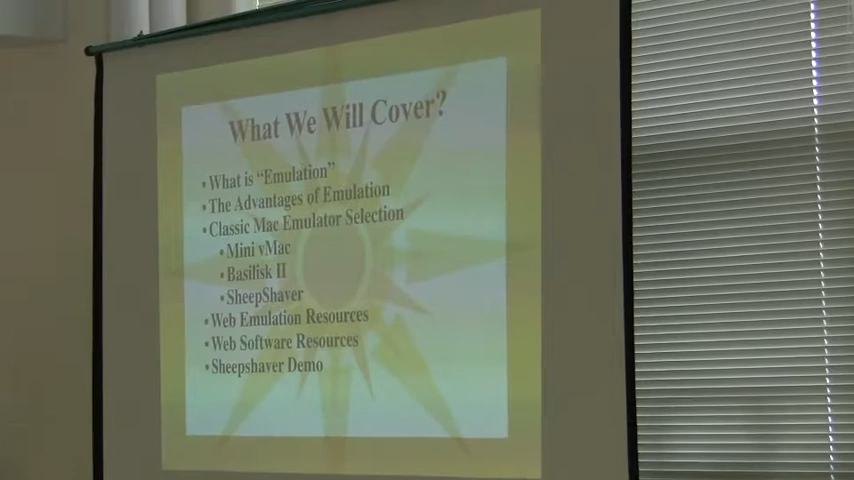 What We Will Cover?
• What is “Emulation”
• The Advantages of Emulation
• Classic Mac Emulator Selection
• Mini vMac
• Basilisk II
• SheepShaver
• Web Emulation Resources
• Web Software Resources
• Sheepshaver Demo